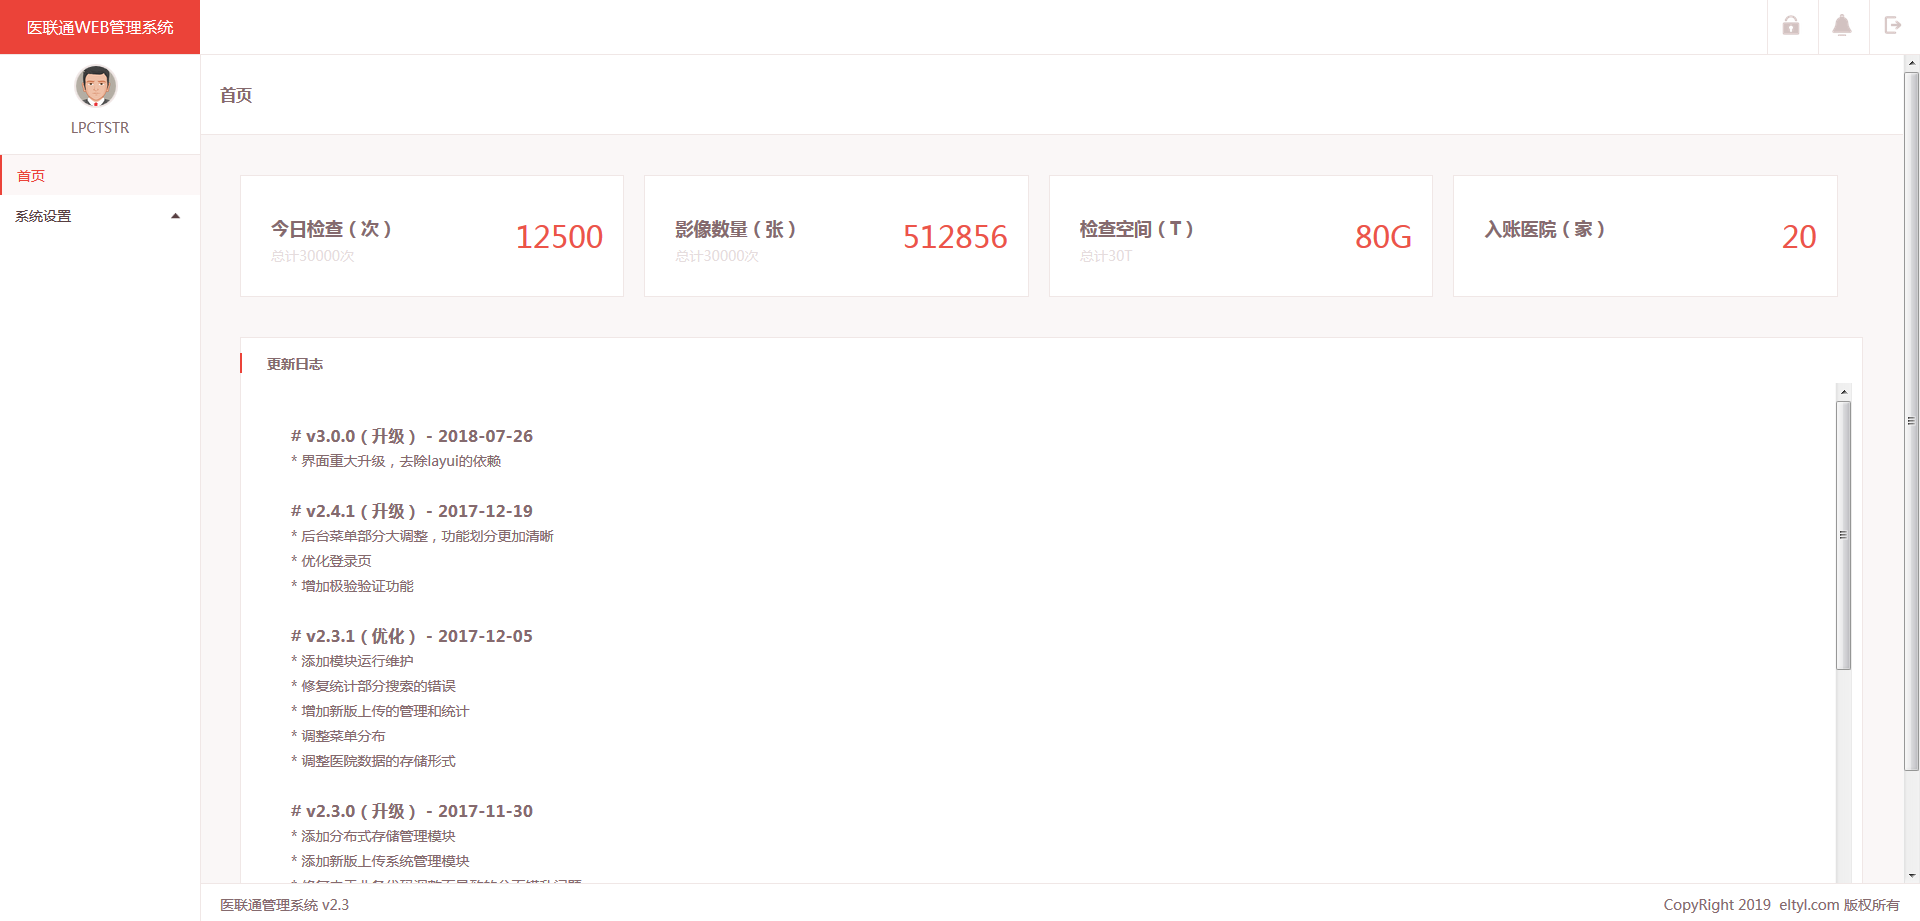 医联通WEB管理系统
LPCTSTR
首页
系统设置
首页
今日检查（次）
总计30000次
12500
影像数量（张）
总计30000次
512856
检查空间（T）
总计30T
80G
入账医院（家）
20
更新日志
# v3.0.0（升级） - 2018-07-26
* 界面重大升级，去除layui的依赖
# v2.4.1（升级） - 2017-12-19
* 后台菜单部分大调整，功能划分更加清晰
* 优化登录页
* 增加极验验证功能
# v2.3.1（优化） - 2017-12-05
* 添加模块运行维护
* 修复统计部分搜索的错误
* 增加新版上传的管理和统计
* 调整菜单分布
* 调整医院数据的存储形式
# v2.3.0（升级） - 2017-11-30
* 添加分布式存储管理模块
* 添加新版上传系统管理模块
医联通管理系统 v2.3
CopyRight 2019 eltyl.com 版权所有